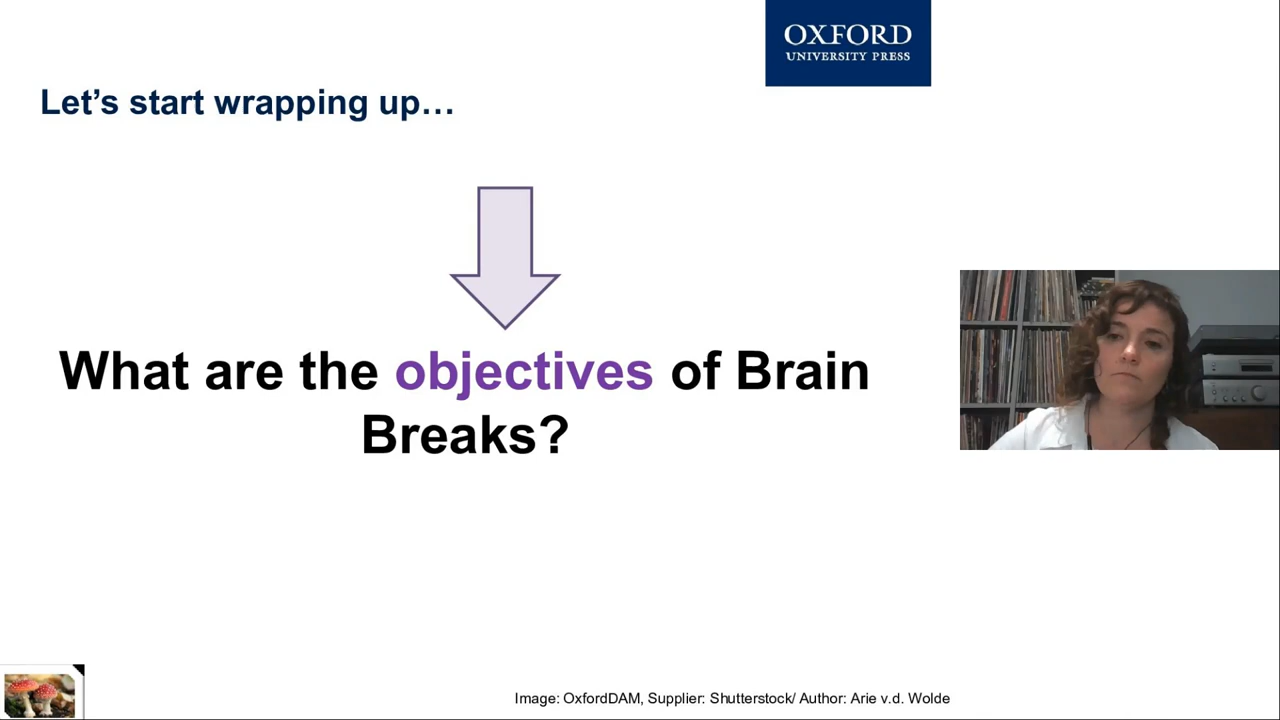 OXFORD
UNIVERSITY PRESS
Let’s start wrapping up…
What are the objectives of Brain
Breaks?
Image: OxfordDAM, Supplier: Shutterstock/ Author: Arie v.d. Wolde